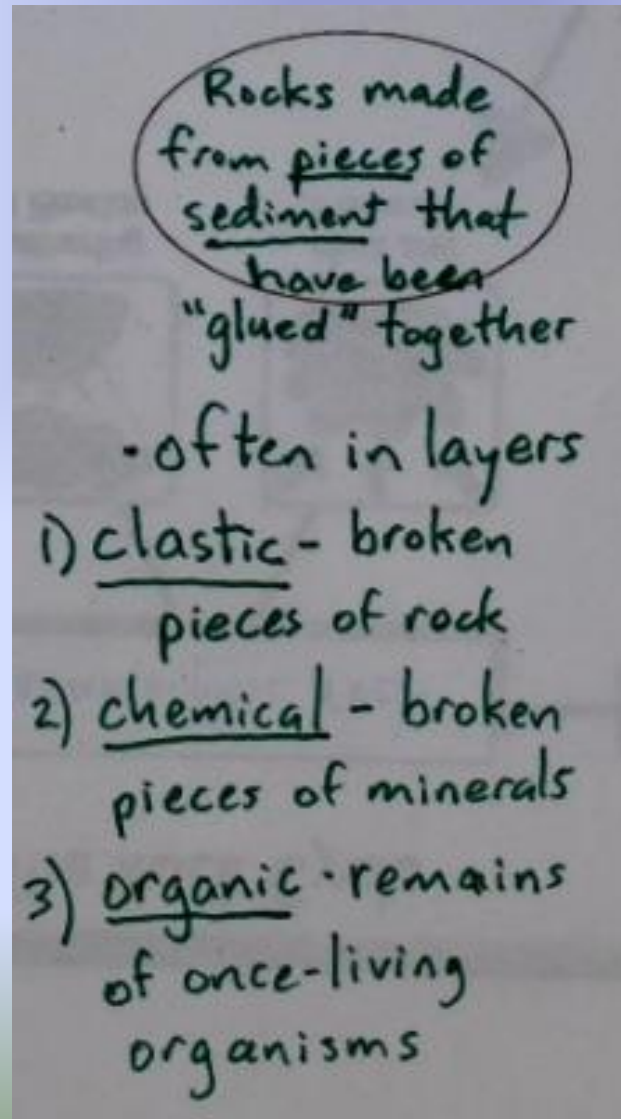 Rocks made
from pieces of
sediment that
have been
"glued" together
• often in layers
1) clastic - broken
pieces of rock
2) chemical - broken
pieces of minerals
3) organic - remains
of once-living
organisms